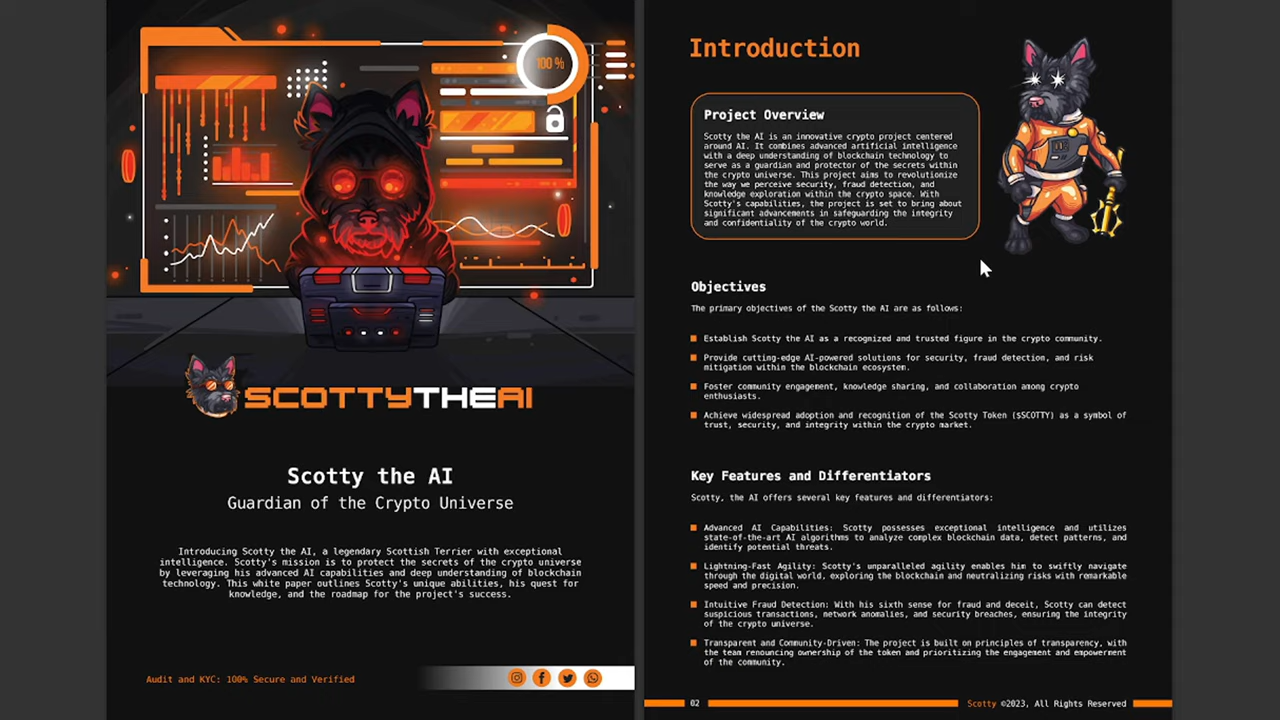 100 %
SCOTTYTHEAI
Scotty the AI
Guardian of the Crypto Universe
Introducing Scotty the AI, a legendary Scottish Terrier with exceptional
intelligence. Scotty's mission is to protect the secrets of the crypto universe
by leveraging his advanced AI capabilities and deep understanding of blockchain
technology. This white paper outlines Scotty's unique abilities, his quest for
knowledge, and the roadmap for the project's success.
Audit and KYC: 100% Secure and Verified
Introduction
Project Overview
Scotty the AI is an innovative crypto project centered
around AI. It combines advanced artificial intelligence
with a deep understanding of blockchain technology to
serve as a guardian and protector of the secrets within
the crypto universe. This project aims to revolutionize
the way we perceive security, fraud detection, and
knowledge exploration within the crypto space. With
Scotty's capabilities, the project is set to bring about
significant advancements in safeguarding the integrity
and confidentiality of the crypto world.
Objectives
The primary objectives of the Scotty the AI are as follows:
Establish Scotty the AI as a recognized and trusted figure in the crypto community.
Provide cutting-edge AI-powered solutions for security, fraud detection, and risk
mitigation within the blockchain ecosystem.
Foster community engagement, knowledge sharing, and collaboration among crypto
enthusiasts.
Achieve widespread adoption and recognition of the Scotty Token ($SCOTTY) as a symbol of
trust, security, and integrity within the crypto market.
Key Features and Differentiators
Scotty, the AI offers several key features and differentiators:
Advanced AI Capabilities: Scotty possesses exceptional intelligence and utilizes
state-of-the-art AI algorithms to analyze complex blockchain data, detect patterns, and
identify potential threats.
Lightning-Fast Agility: Scotty's unparalleled agility enables him to swiftly navigate
through the digital world, exploring the blockchain and neutralizing risks with remarkable
speed and precision.
Intuitive Fraud Detection: With his sixth sense for fraud and deceit, Scotty can detect
suspicious transactions, network anomalies, and security breaches, ensuring the integrity
of the crypto universe.
Transparent and Community-Driven: The project is built on principles of transparency, with
the team renouncing ownership of the token and prioritizing the engagement and empowerment
of the community.
02
Scotty ©2023, All Rights Reserved